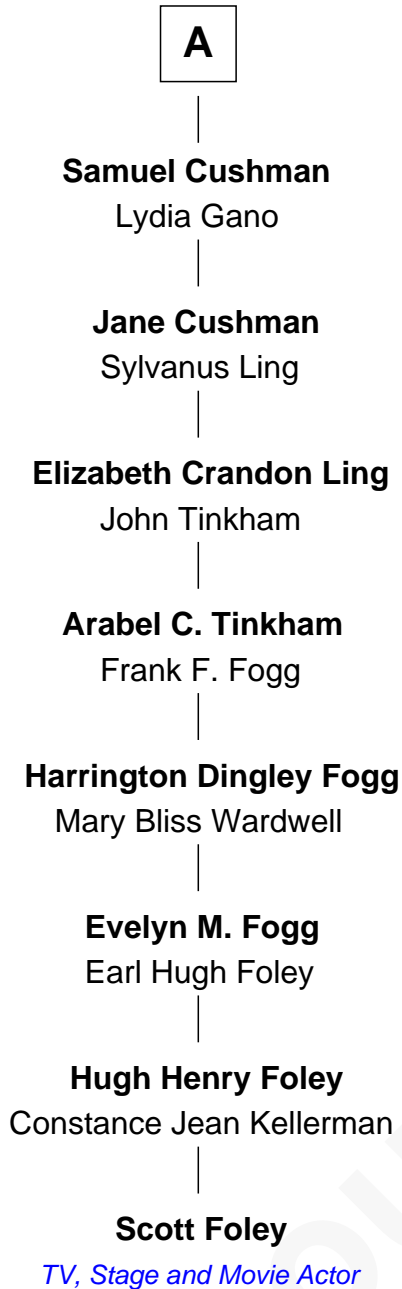 A
Samuel Cushman
Lydia Gano
Jane Cushman
Sylvanus Ling
Elizabeth Crandon Ling
John Tinkham
Arabel C. Tinkham
Frank F. Fogg
Harrington Dingley Fogg
Mary Bliss Wardwell
Evelyn M. Fogg
Earl Hugh Foley
Hugh Henry Foley
Constance Jean Kellerman
Scott Foley
TV, Stage and Movie Actor